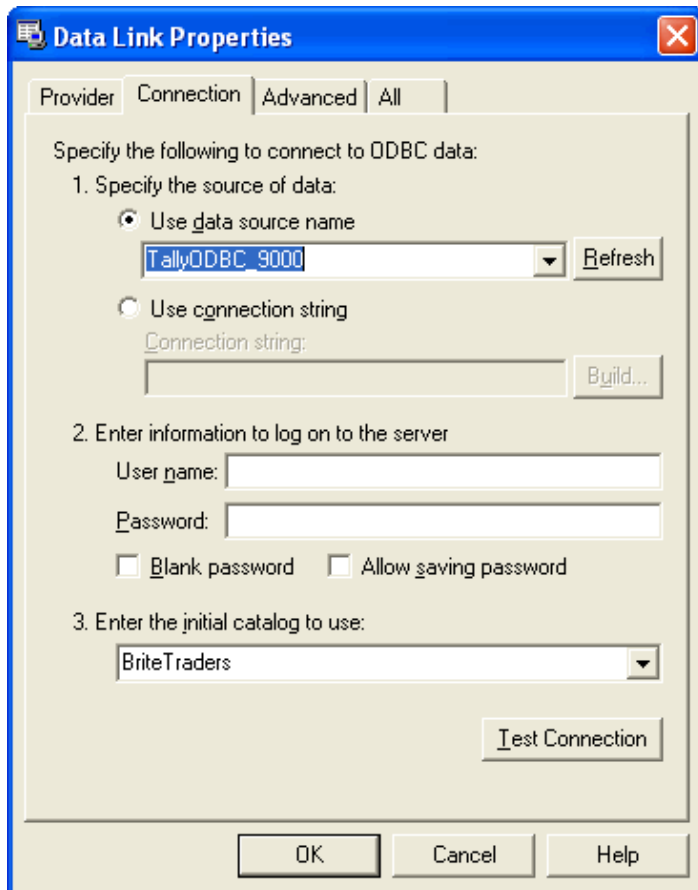 Data Link Properties
Provider Connection Advanced All
Specify the following to connect to ODBC data:
1. Specify the source of data:
Use data source name
TallyODBC_9000 Refresh
Use connection string
Connection string:
Build...
2. Enter information to log on to the server
User name:
Password:
Blank password Allow saving password
3. Enter the initial catalog to use:
BriteTraders
Test Connection
OK Cancel Help